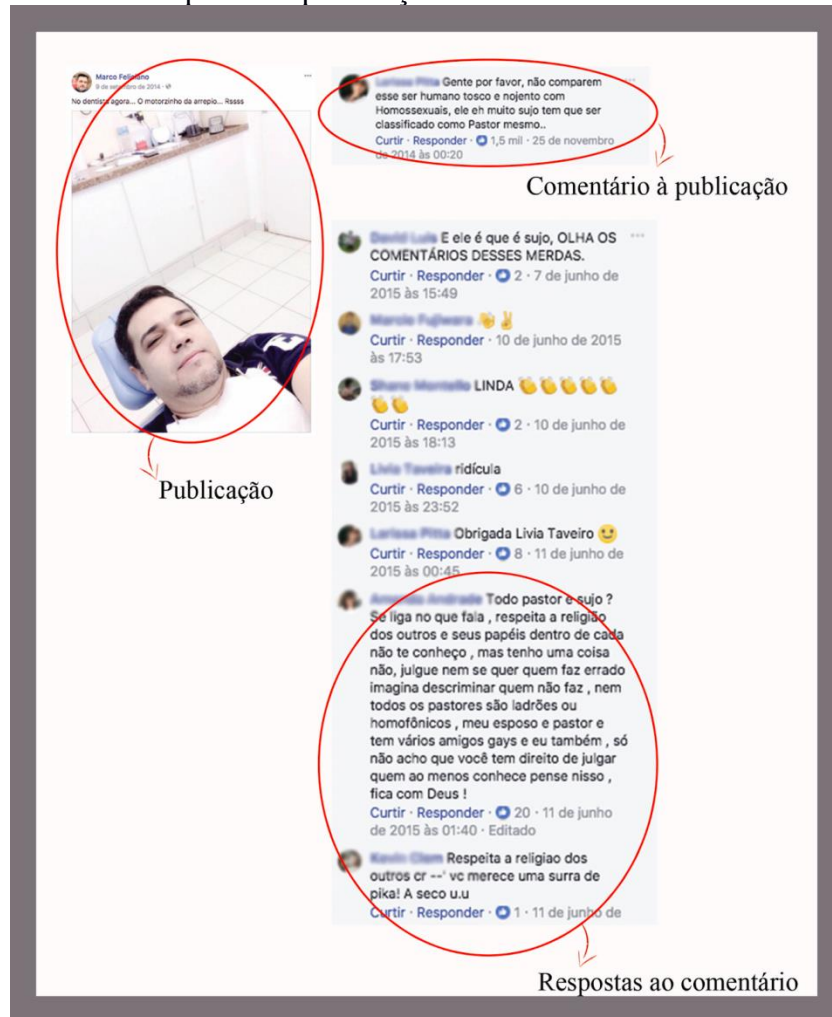 Marco Feliciano
9 de setembro de 2014 ·
No dentista agora... O motorzinho da arrepio... Rssss
Publicação
Gente por favor, não comparem
esse ser humano tosco e nojento com
Homossexuais, ele eh muito sujo tem que ser
classificado como Pastor mesmo..
Curtir · Responder · 1,5 mil · 25 de novembro
de 2014 às 00:20
Comentário à publicação
E ele é que é sujo, OLHA OS
COMENTÁRIOS DESSES MERDAS.
Curtir · Responder · 2 · 7 de junho de
2015 às 15:49
👏✌
Curtir · Responder · 10 de junho de 2015
às 17:53
LINDA 👏👏👏👏👏
👏👏
Curtir · Responder · 2 · 10 de junho de
2015 às 18:13
ridícula
Curtir · Responder · 6 · 10 de junho de
2015 às 23:52
Obrigada Livia Taveiro 🙂
Curtir · Responder · 8 · 11 de junho de
2015 às 00:45
Todo pastor é sujo ?
Se liga no que fala , respeita a religião
dos outros e seus papéis dentro de cada
não te conheço , mas tenho uma coisa
não, julgue nem se quer quem faz errado
imagina descriminar quem não faz , nem
todos os pastores são ladrões ou
homofônicos , meu esposo e pastor e
tem vários amigos gays e eu também , só
não acho que você tem direito de julgar
quem ao menos conhece pense nisso ,
fica com Deus !
Curtir · Responder · 20 · 11 de junho
de 2015 às 01:40 · Editado
Respeita a religiao dos
outros cr --' vc merece uma surra de
pika! A seco u.u
Curtir · Responder · 1 · 11 de junho de
Respostas ao comentário